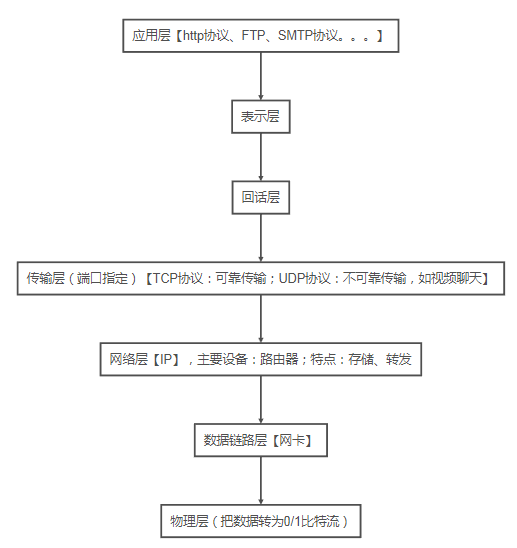 应用层【http协议、FTP、SMTP协议。。。】
表示层
回话层
传输层（端口指定）【TCP协议：可靠传输；UDP协议：不可靠传输，如视频聊天】
网络层【IP】，主要设备：路由器；特点：存储、转发
数据链路层【网卡】
物理层（把数据转为0/1比特流）